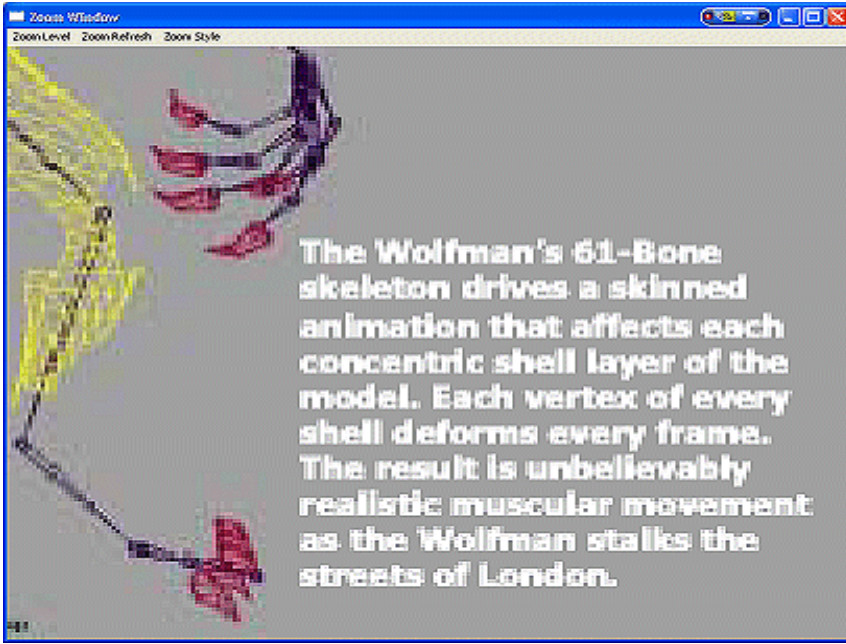 Zoom Window
Zoom Level Zoom Refresh Zoom Style
The Wolfman's 61-Bone
skeleton drives a skinned
animation that affects each
concentric shell layer of the
model. Each vertex of every
shell deforms every frame.
The result is unbelievably
realistic muscular movement
as the Wolfman stalks the
streets of London.